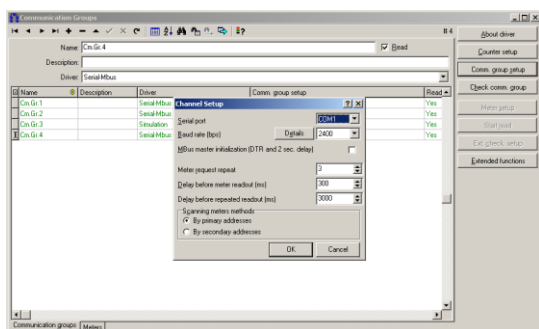 Communication Groups
# 4
Name: Cm.Gr.4
Read
Description:
Driver: Serial-Mbus
Name Description Driver Comm. group setup Read
Cm.Gr.1 Serial-Mbus Yes
Cm.Gr.2 Serial-Mbus Yes
Cm.Gr.3 Simulation Yes
Cm.Gr.4 Serial-Mbus Yes
Channel Setup
Serial port COM1
Baud rate (bps) Details 2400
MBus master initialization (DTR and 2 sec. delay)
Meter request repeat 3
Delay before meter readout (ms) 300
Delay before repeated readout (ms) 3000
Scanning meters methods
By primary addresses
By secondary addresses
OK Cancel
About driver
Counter setup
Comm. group setup
Check comm. group
Meter setup
Start read
Ext. check. setup
Extended functions
Communication groups Meters